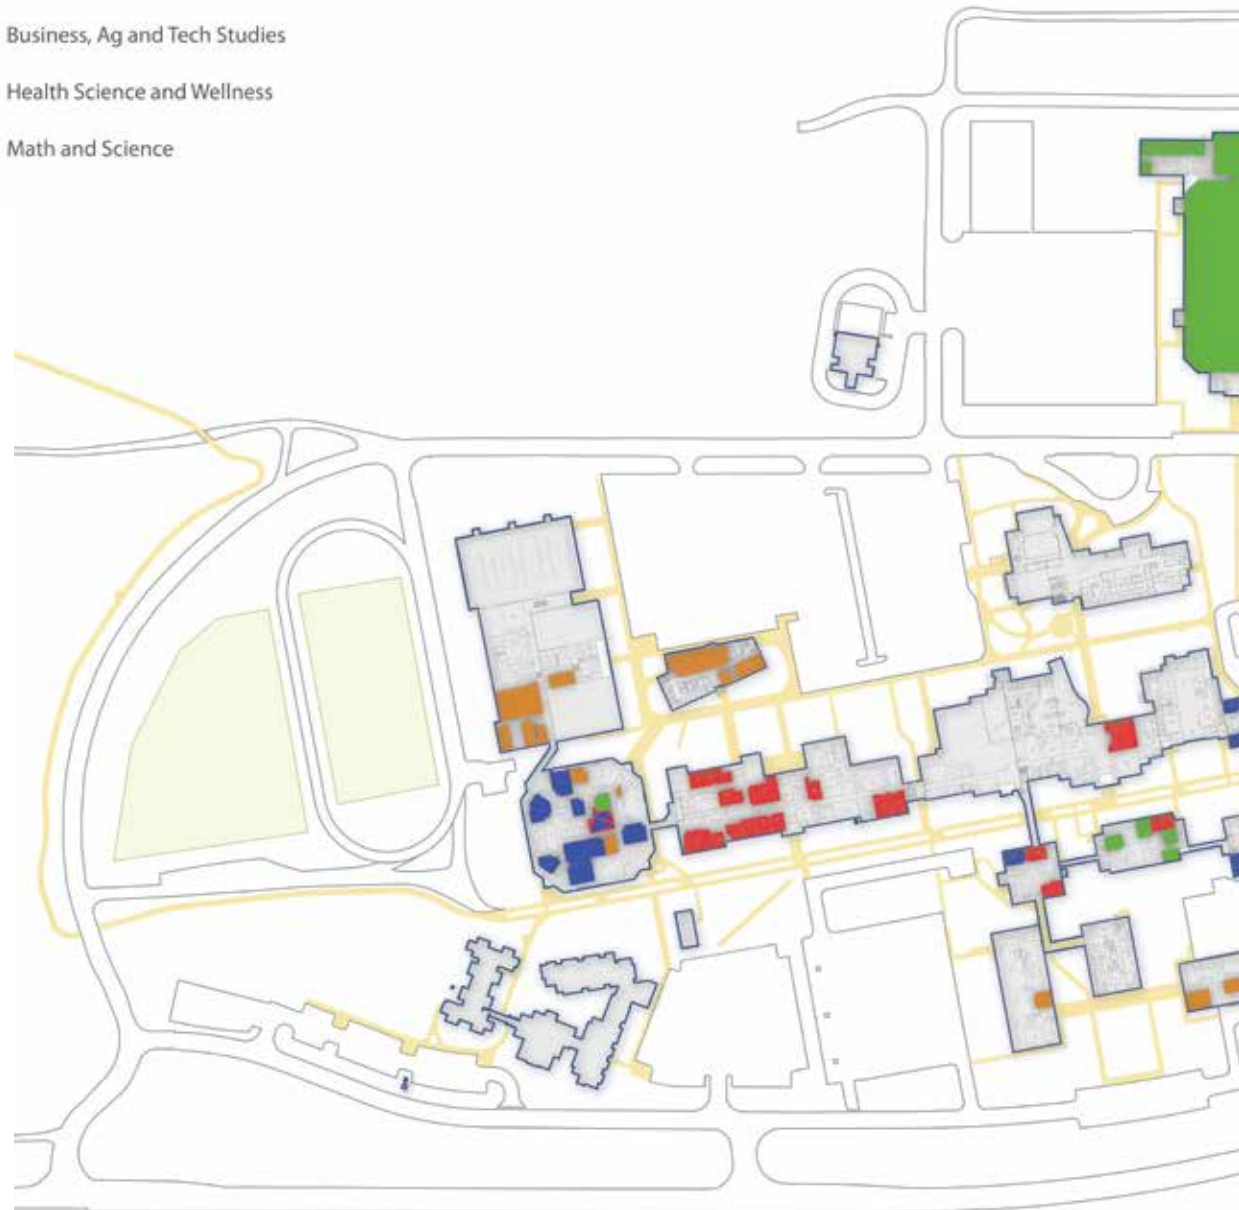 Business, Ag and Tech Studies
Health Science and Wellness
Math and Science